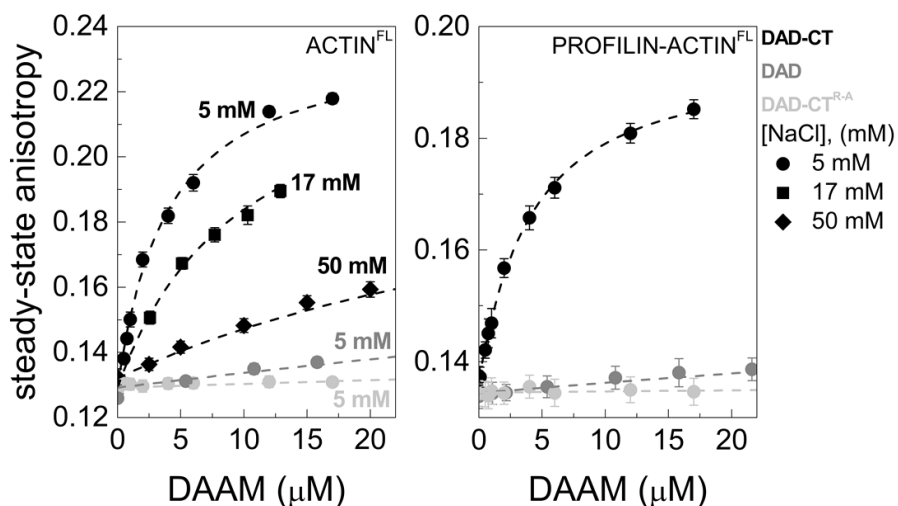 steady-state anisotropy
0.24
0.22
0.20
0.18
0.16
0.14
0.12
ACTIN^FL
5 mM
17 mM
50 mM
5 mM
5 mM
0 5 10 15 20
DAAM (μM)
0.20
0.18
0.16
0.14
PROFILIN-ACTIN^FL
0 5 10 15 20
DAAM (μM)
DAD-CT
DAD
DAD-CT^R-A
[NaCl], (mM)
5 mM
17 mM
50 mM